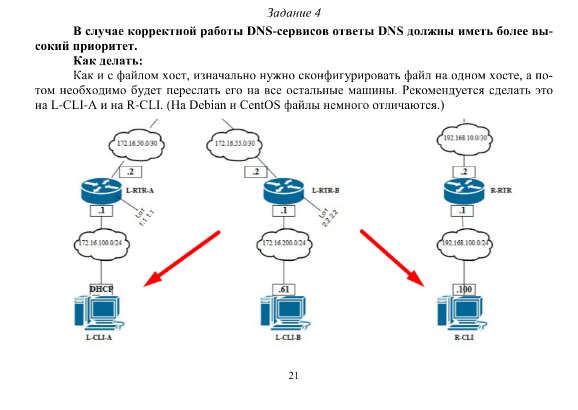 Задание 4
В случае корректной работы DNS-сервисов ответы DNS должны иметь более вы-
сокий приоритет.
Как делать:
Как и с файлом хост, изначально нужно сконфигурировать файл на одном хосте, а по-
том необходимо будет переслать его на все остальные машины. Рекомендуется сделать это
на L-CLI-A и на R-CLI. (На Debian и CentOS файлы немного отличаются.)
172.16.50.0/30 172.16.55.0/30 192.168.10.0/30
.2 .2 .2
L-RTR-A L-RTR-B R-RTR
Lo1 1.1.1.1 Lo1 2.2.2.2
.1 .1 .1
172.16.100.0/24 172.16.200.0/24 192.168.100.0/24
DHCP .61 .100
L-CLI-A L-CLI-B R-CLI
21